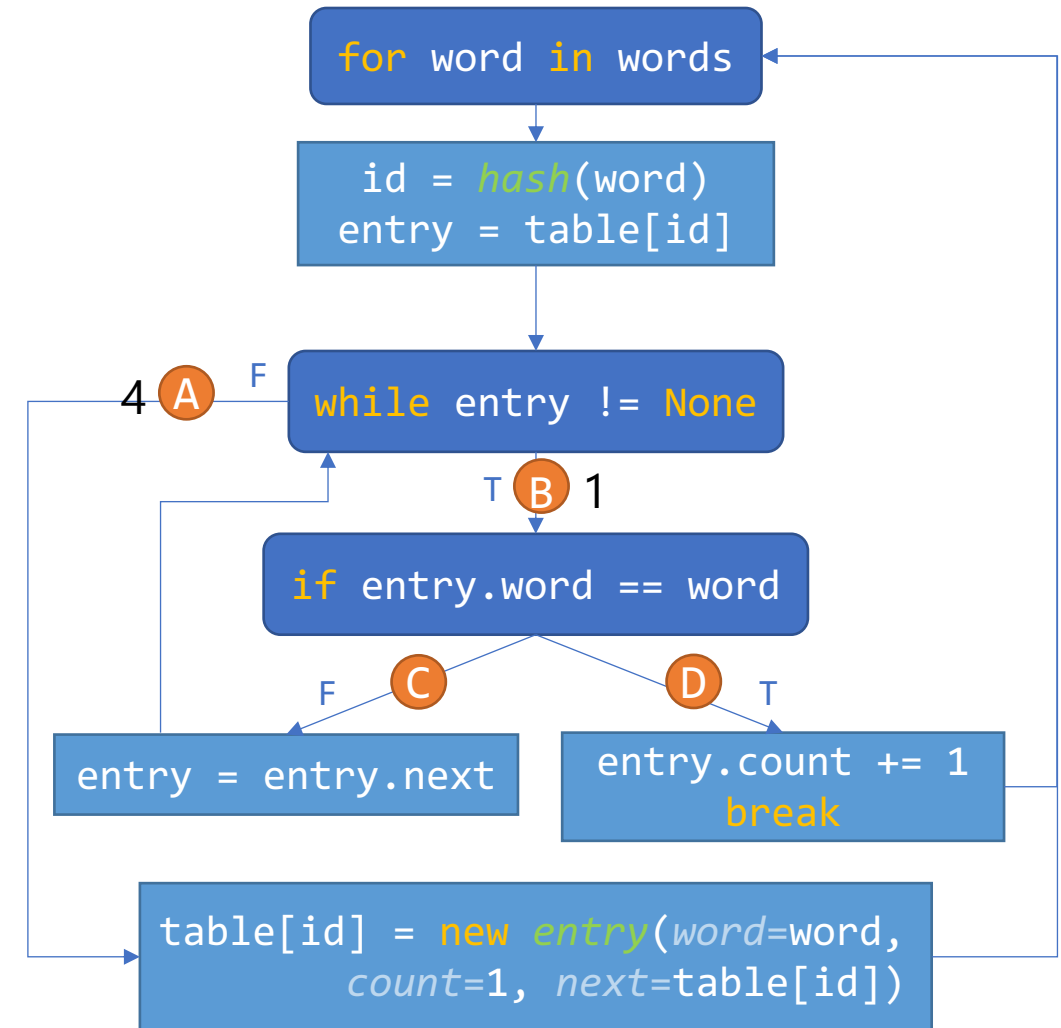 for word in words
id = hash(word)
entry = table[id]
4 A F
while entry != None
T B 1
if entry.word == word
F C D T
entry = entry.next
entry.count += 1
break
table[id] = new entry(word=word,
count=1, next=table[id])